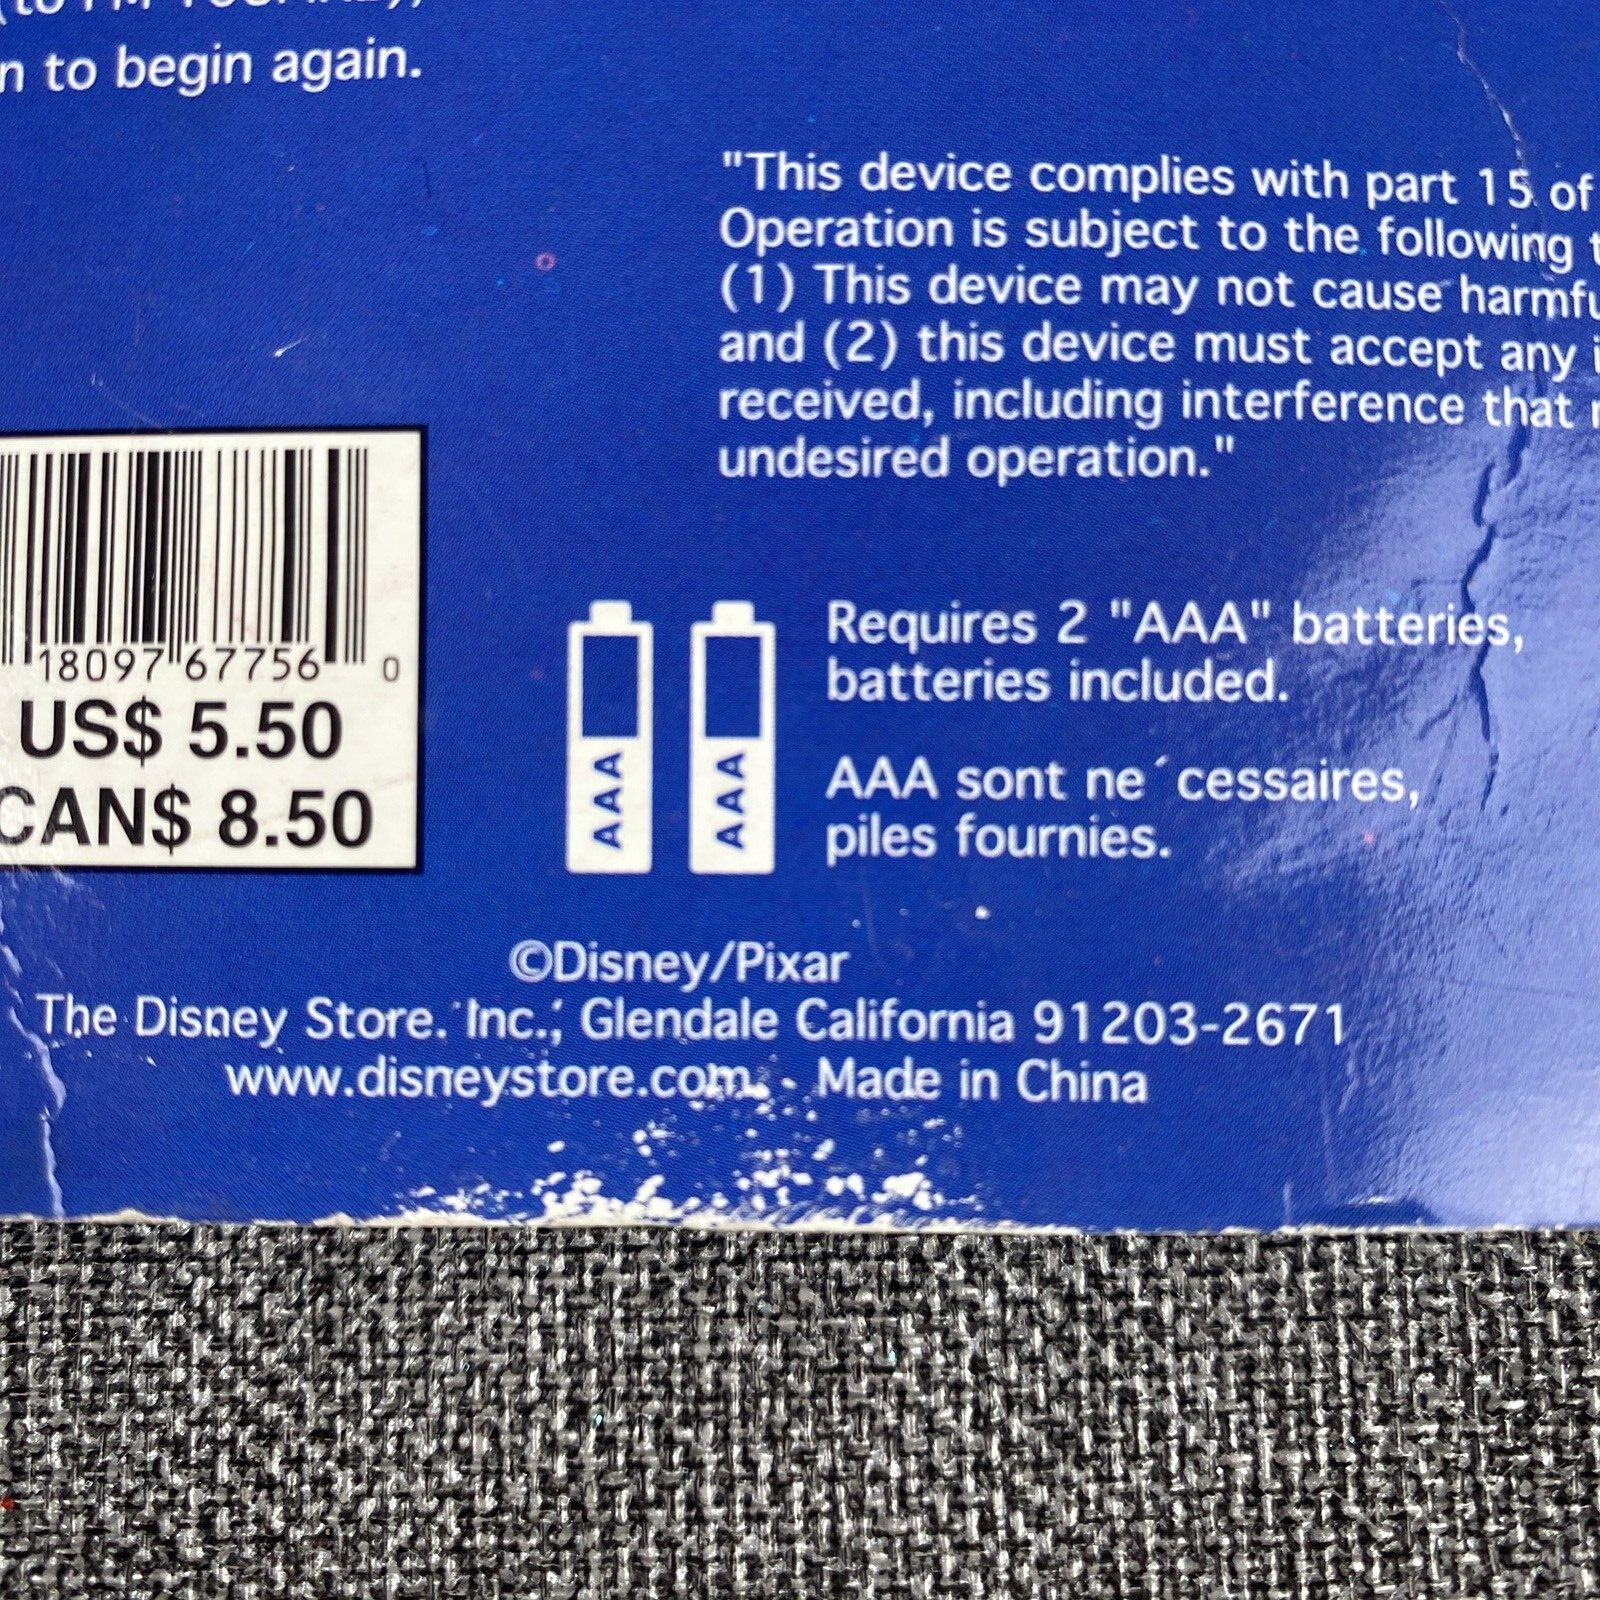 n to begin again.
"This device complies with part 15 of
Operation is subject to the following
(1) This device may not cause
and (2) this device must accept any
received, including interference that
undesired operation."
18097 67756 0
US$ 5.50
CAN$ 8.50
AAA
AAA
Requires 2 "AAA" batteries,
batteries included.
AAA sont ne´cessaires,
piles fournies.
©Disney/Pixar
The Disney Store. Inc., Glendale California 91203-2671
www.disneystore.com. - Made in China